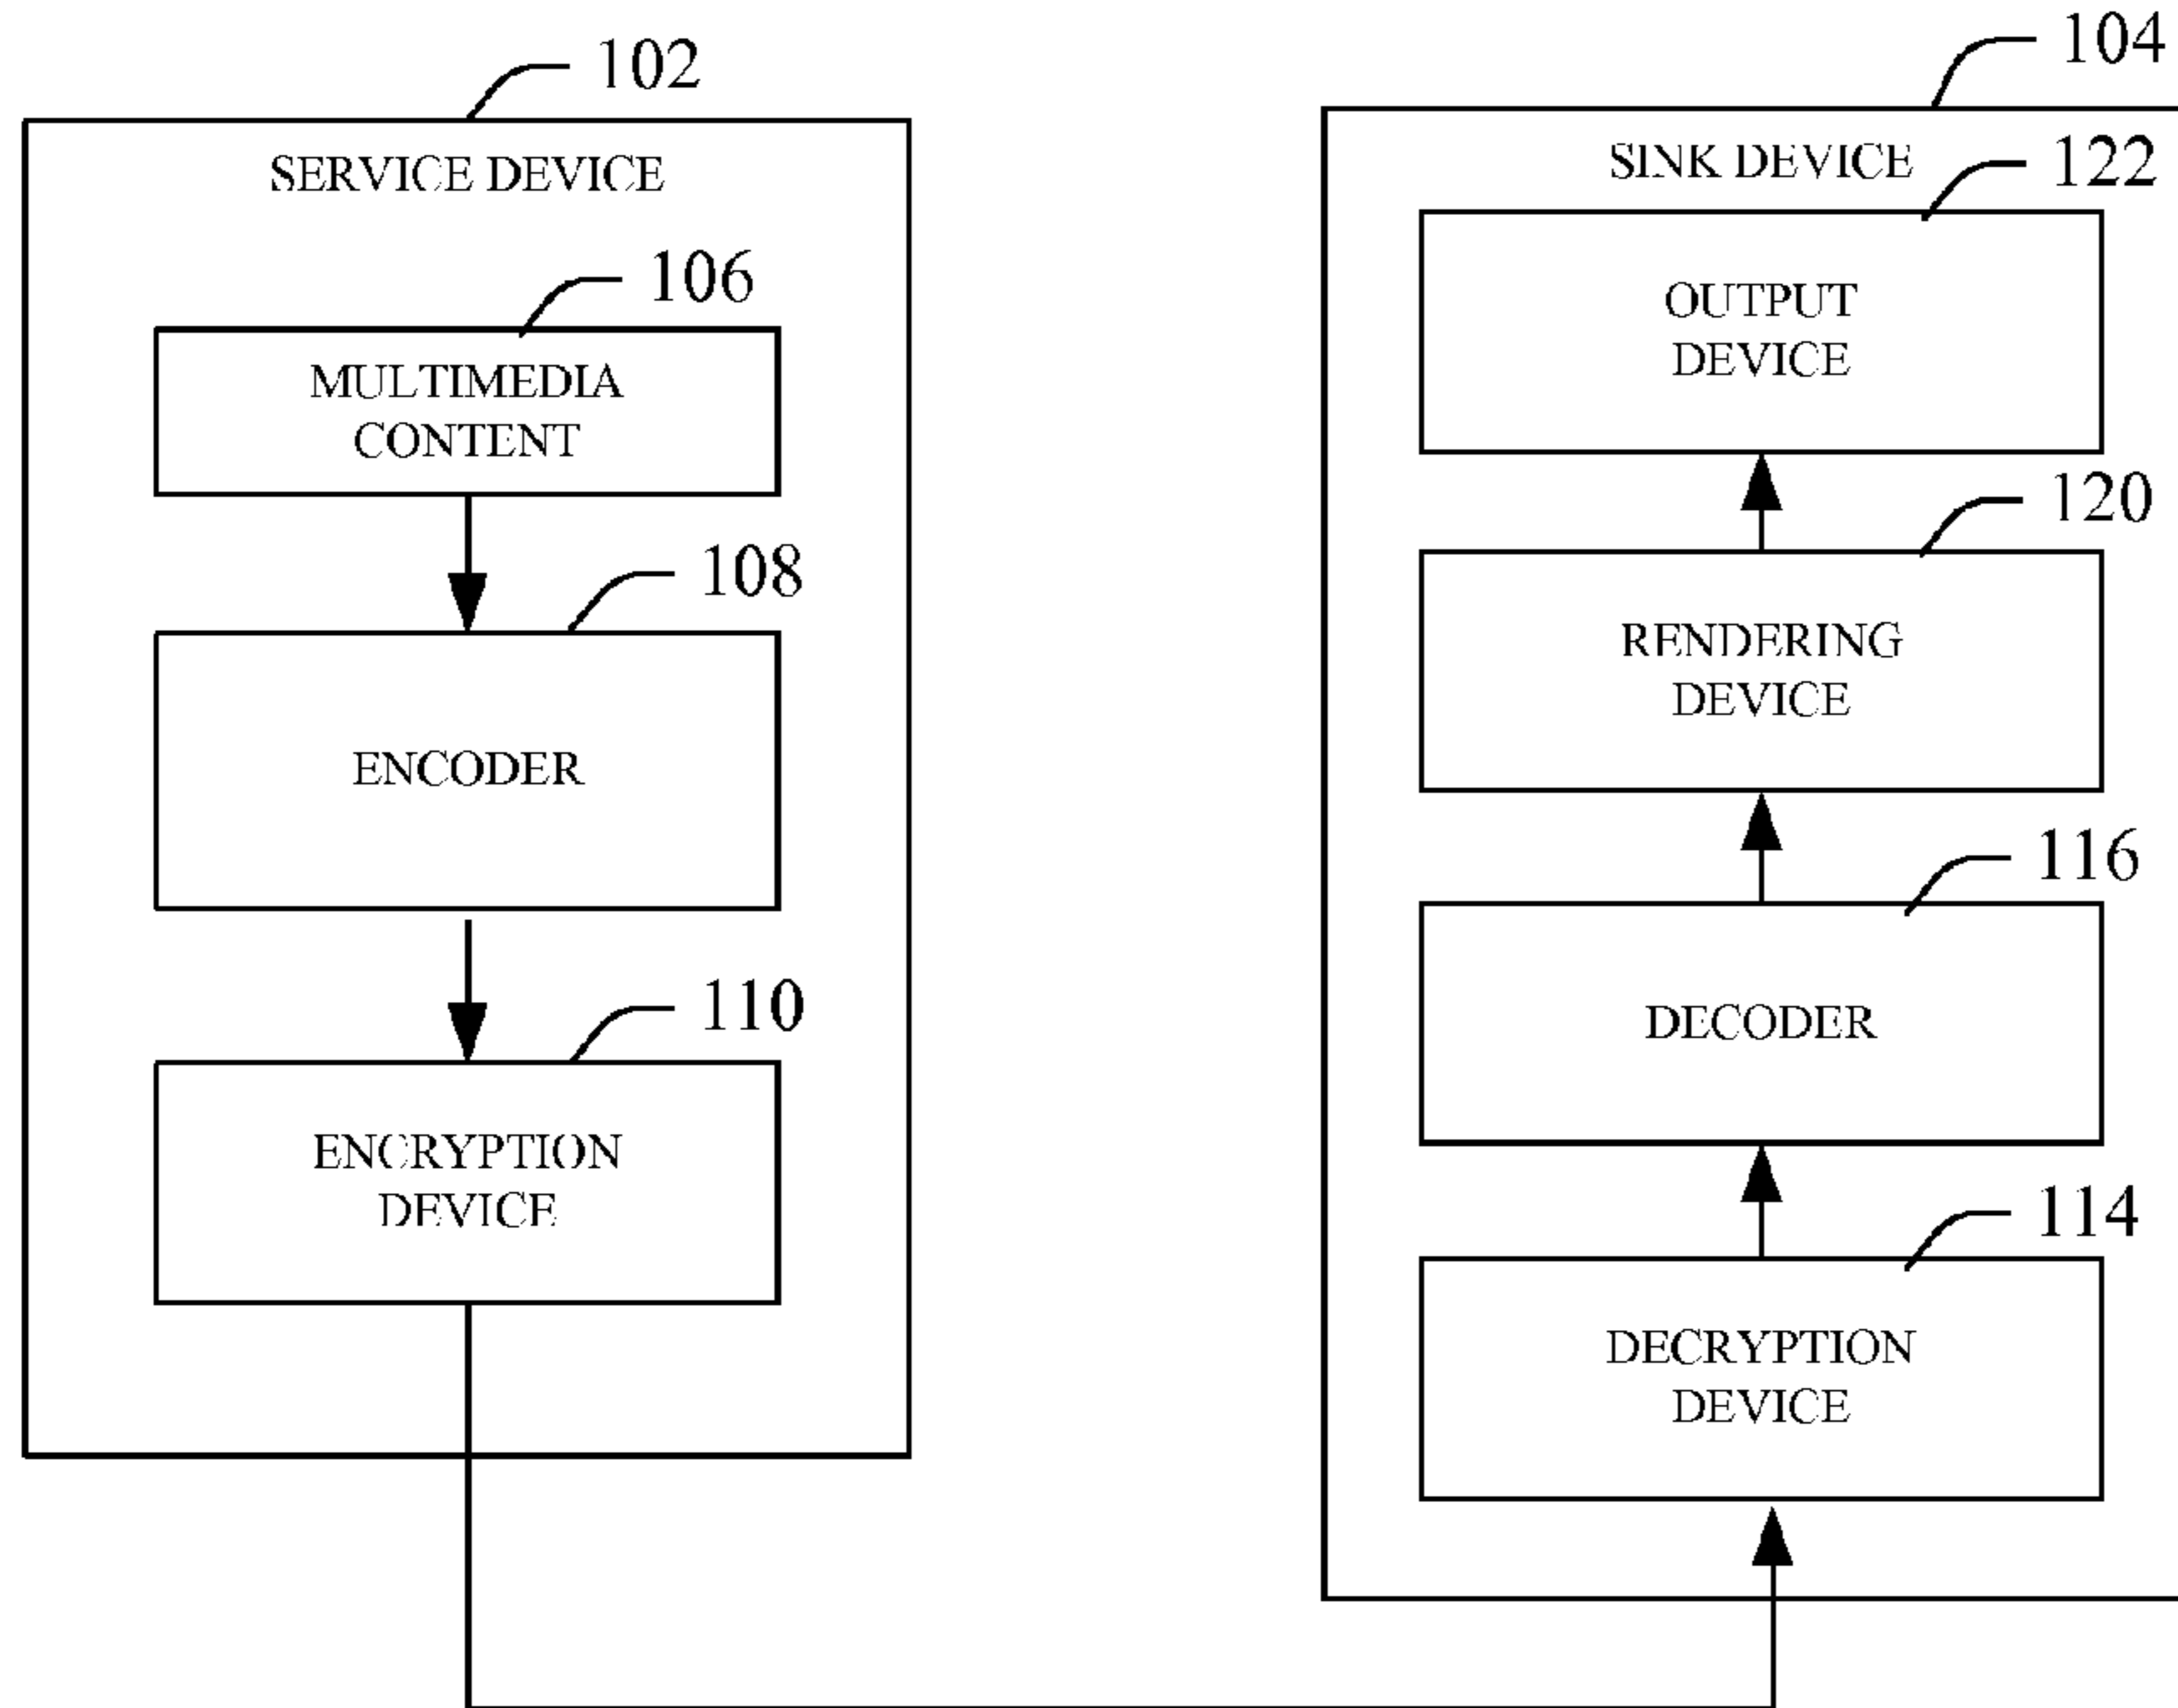 102
SERVICE DEVICE
106
MULTIMEDIA
CONTENT
108
ENCODER
110
ENCRYPTION
DEVICE
104
SINK DEVICE
122
OUTPUT
DEVICE
120
RENDERING
DEVICE
116
DECODER
114
DECRYPTION
DEVICE